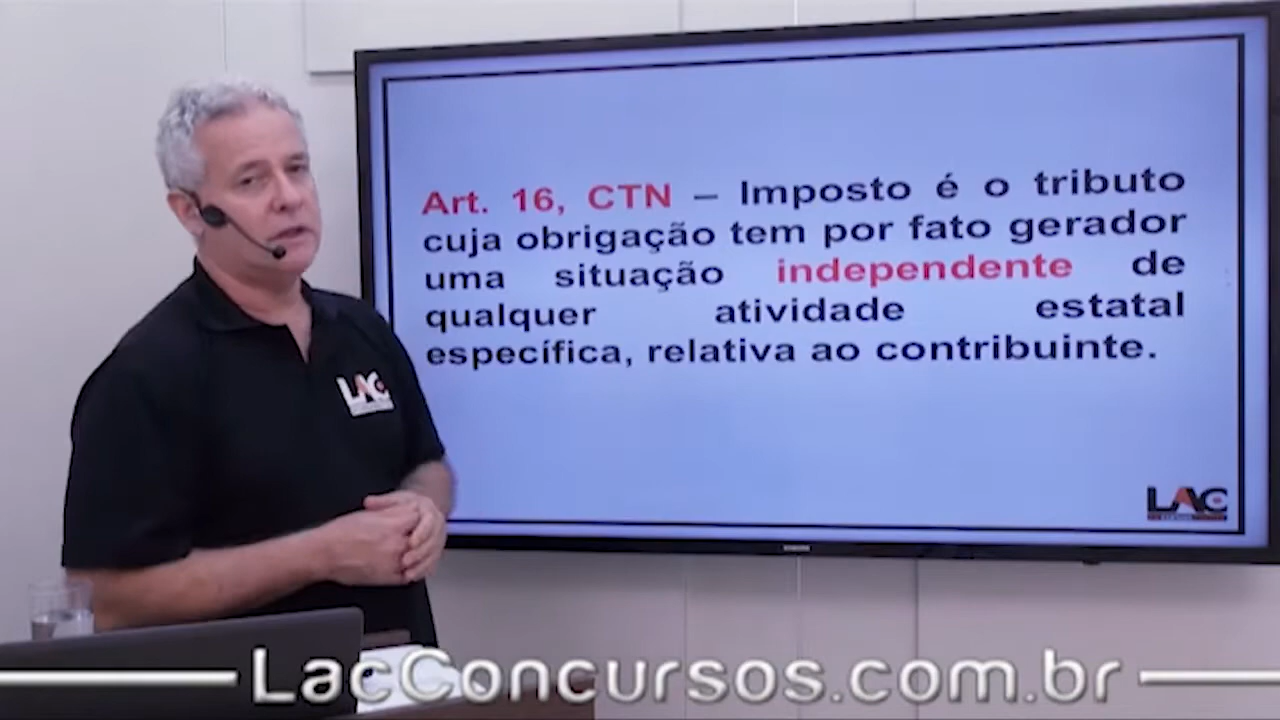 Art. 16, CTN – Imposto é o tributo
cuja obrigação tem por fato gerador
uma situação independente de
qualquer atividade estatal
específica, relativa ao contribuinte.
LAC
LAC
LacConcursos.com.br